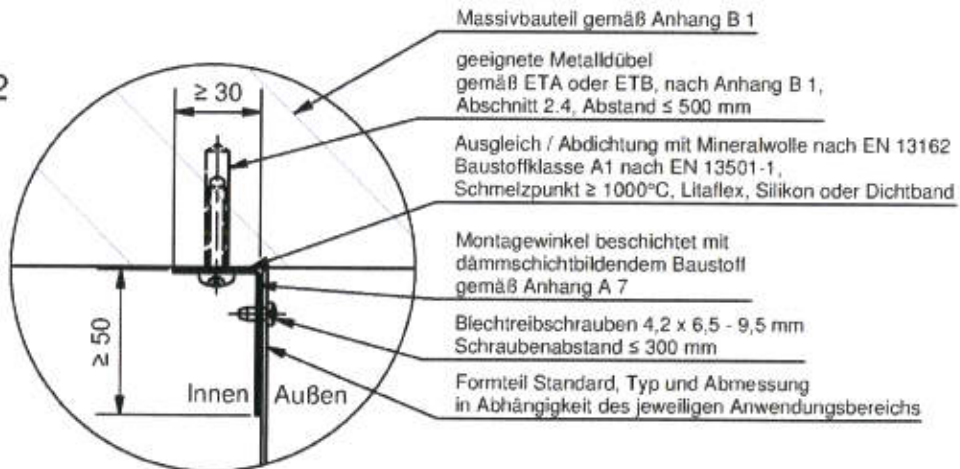 2
Massivbauteil gemäß Anhang B 1
geeignete Metalldübel
gemäß ETA oder ETB, nach Anhang B 1,
Abschnitt 2.4, Abstand ≤ 500 mm
Ausgleich / Abdichtung mit Mineralwolle nach EN 13162
Baustoffklasse A1 nach EN 13501-1,
Schmelzpunkt ≥ 1000°C, Litaflex, Silikon oder Dichtband
Montagewinkel beschichtet mit
dämmschichtbildendem Baustoff
gemäß Anhang A 7
Blechtreibschrauben 4,2 x 6,5 - 9,5 mm
Schraubenabstand ≤ 300 mm
Formteil Standard, Typ und Abmessung
in Abhängigkeit des jeweiligen Anwendungsbereichs
≥ 30
≥ 50
Innen
Außen